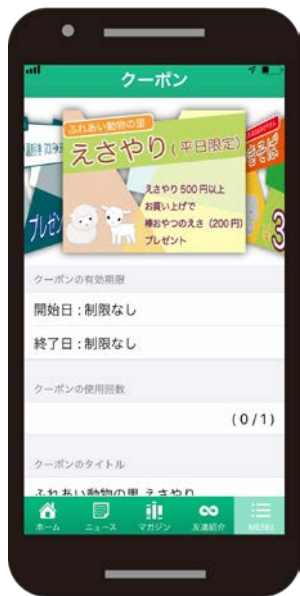 クーポン
ふれあい動物の里
えさやり(平日限定)
えさやり500円以上
お買い上げで
棒おやつのえさ(200円)
プレゼント
プレゼン
3
クーポンの有効期限
開始日:制限なし
終了日:制限なし
クーポンの使用回数
(0/1)
クーポンのタイトル
ふれあい動物の里 えさやり
ホーム
ニュース
マガジン
友達紹介
MENU